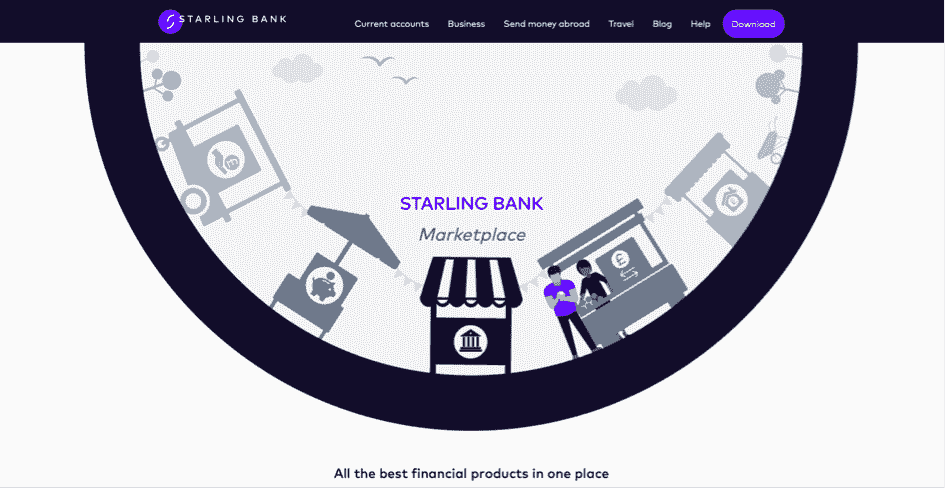 STARLING BANK
Current accounts
Business
Send money abroad
Travel
Blog
Help
Download
STARLING BANK
Marketplace
£
All the best financial products in one place